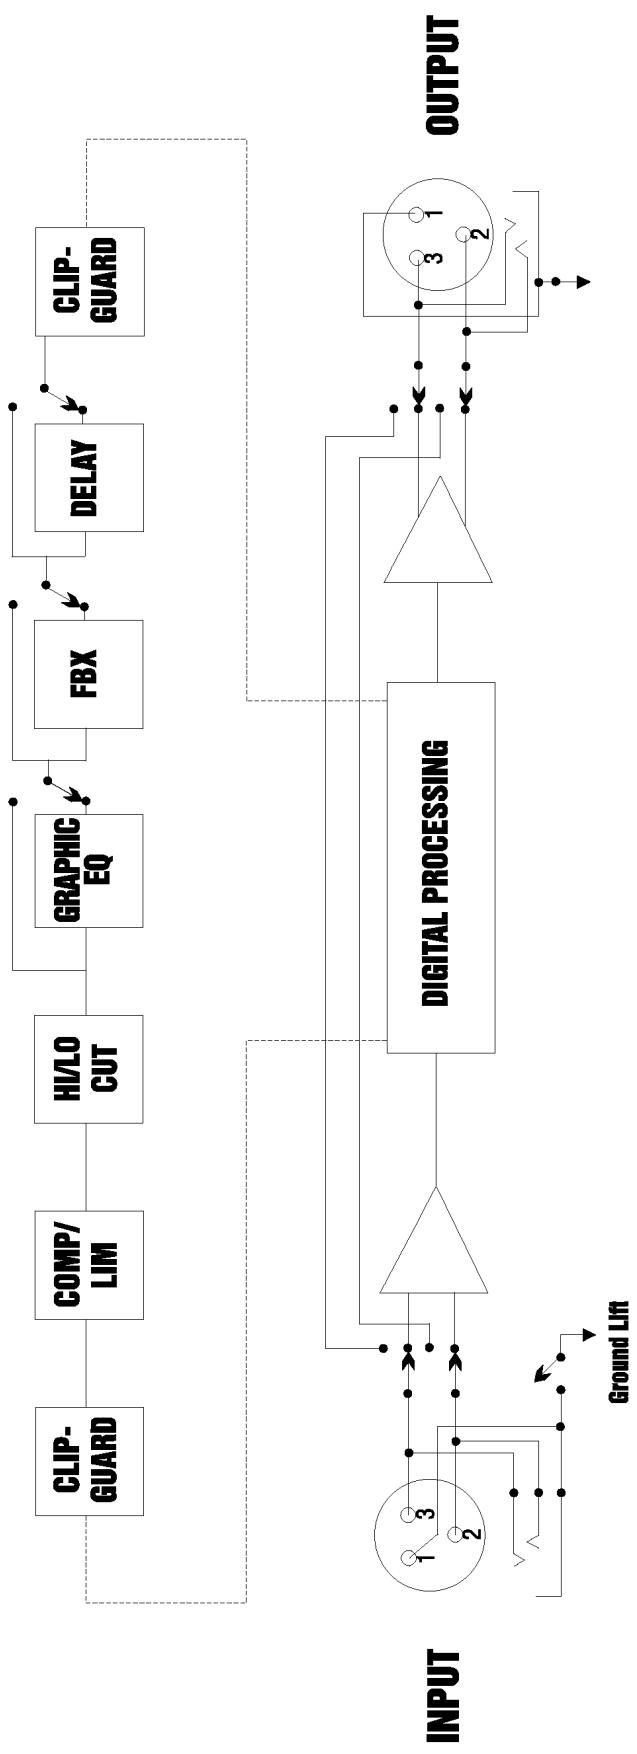 CLIP-
GUARD
COMP/
LIM
HI/LO
CUT
GRAPHIC
EQ
FBX
DELAY
CLIP-
GUARD
INPUT
1
3
2
DIGITAL PROCESSING
3
1
2
OUTPUT
Ground Lift